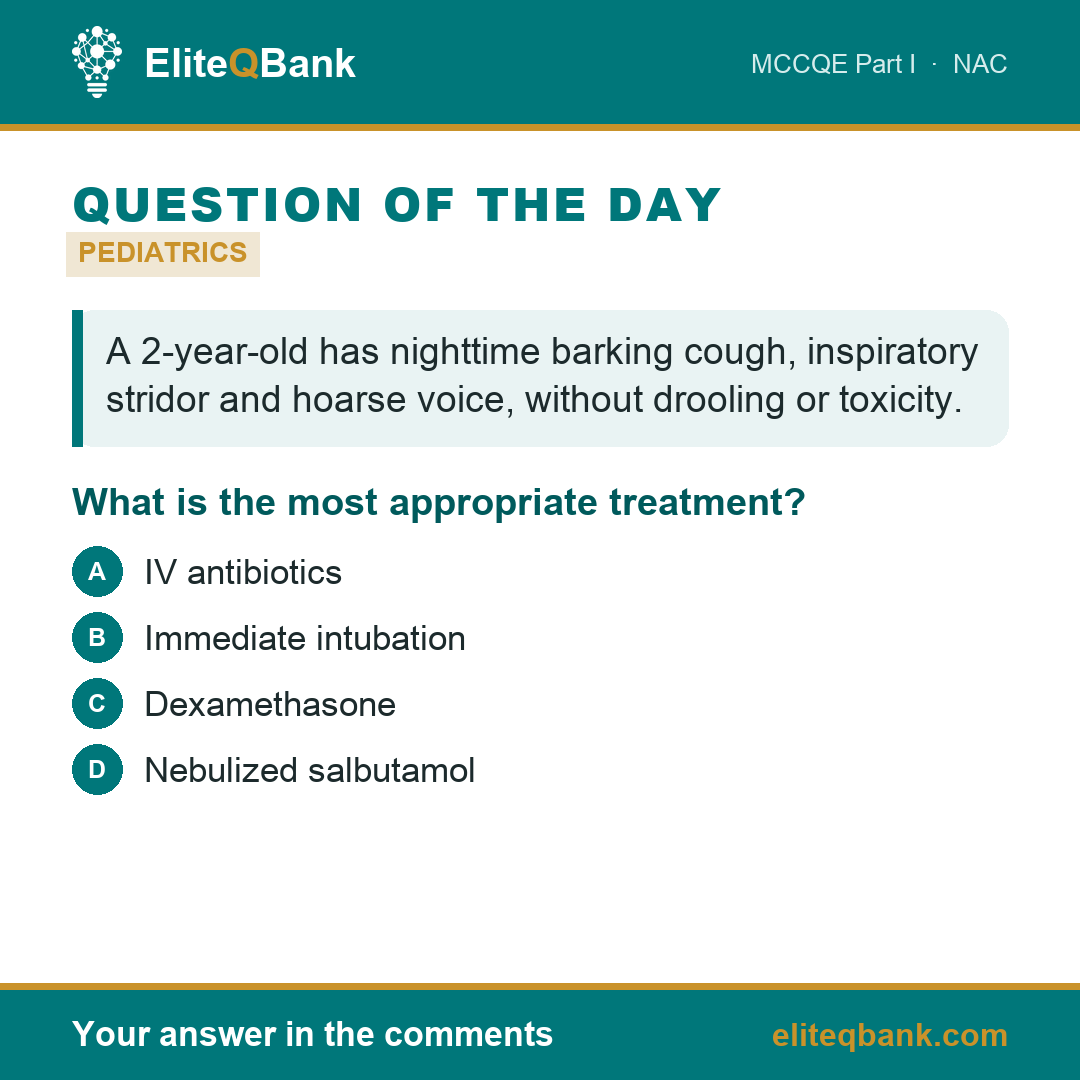 EliteQBank
MCCQE Part I · NAC
QUESTION OF THE DAY
PEDIATRICS
A 2-year-old has nighttime barking cough, inspiratory
stridor and hoarse voice, without drooling or toxicity.
What is the most appropriate treatment?
A IV antibiotics
B Immediate intubation
C Dexamethasone
D Nebulized salbutamol
Your answer in the comments
eliteqbank.com